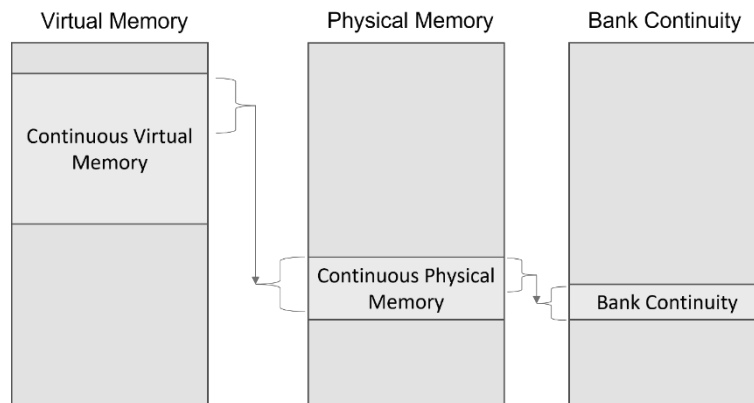 Virtual Memory
Physical Memory
Bank Continuity
Continuous Virtual
Memory
Continuous Physical
Memory
Bank Continuity